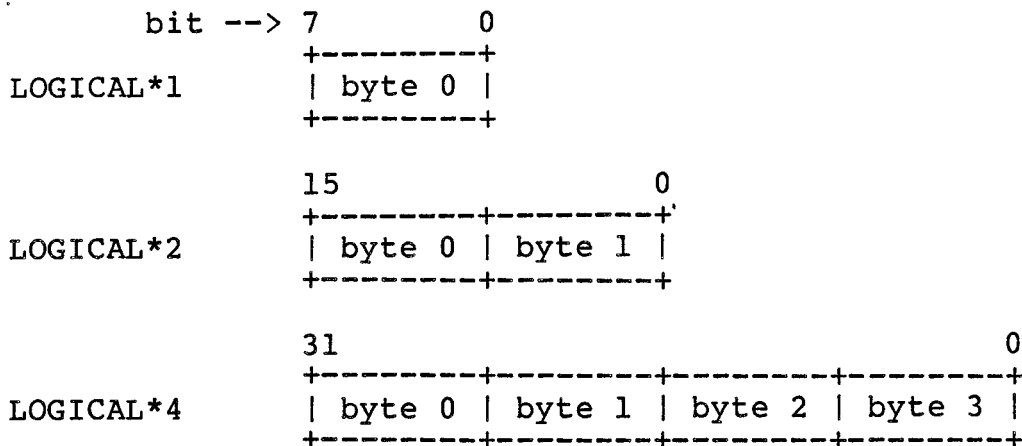 bit --> 7 0
+---------+
LOGICAL*1 | byte 0 |
+---------+
15 0
+---------+---------+
LOGICAL*2 | byte 0 | byte 1 |
+---------+---------+
31 0
+---------+---------+---------+---------+
LOGICAL*4 | byte 0 | byte 1 | byte 2 | byte 3 |
+---------+---------+---------+---------+